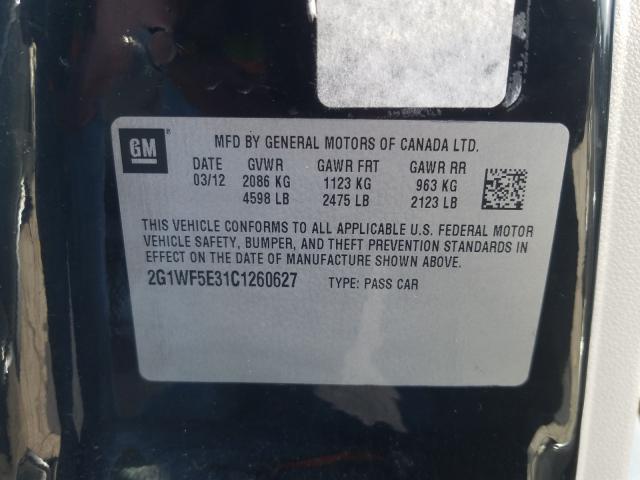 GM ®
MFD BY GENERAL MOTORS OF CANADA LTD.
DATE GVWR GAWR FRT GAWR RR
03/12 2086 KG 1123 KG 963 KG
4598 LB 2475 LB 2123 LB
THIS VEHICLE CONFORMS TO ALL APPLICABLE U.S. FEDERAL MOTOR
VEHICLE SAFETY, BUMPER, AND THEFT PREVENTION STANDARDS IN
EFFECT ON THE DATE OF MANUFACTURE SHOWN ABOVE.
2G1WF5E31C1260627 TYPE: PASS CAR